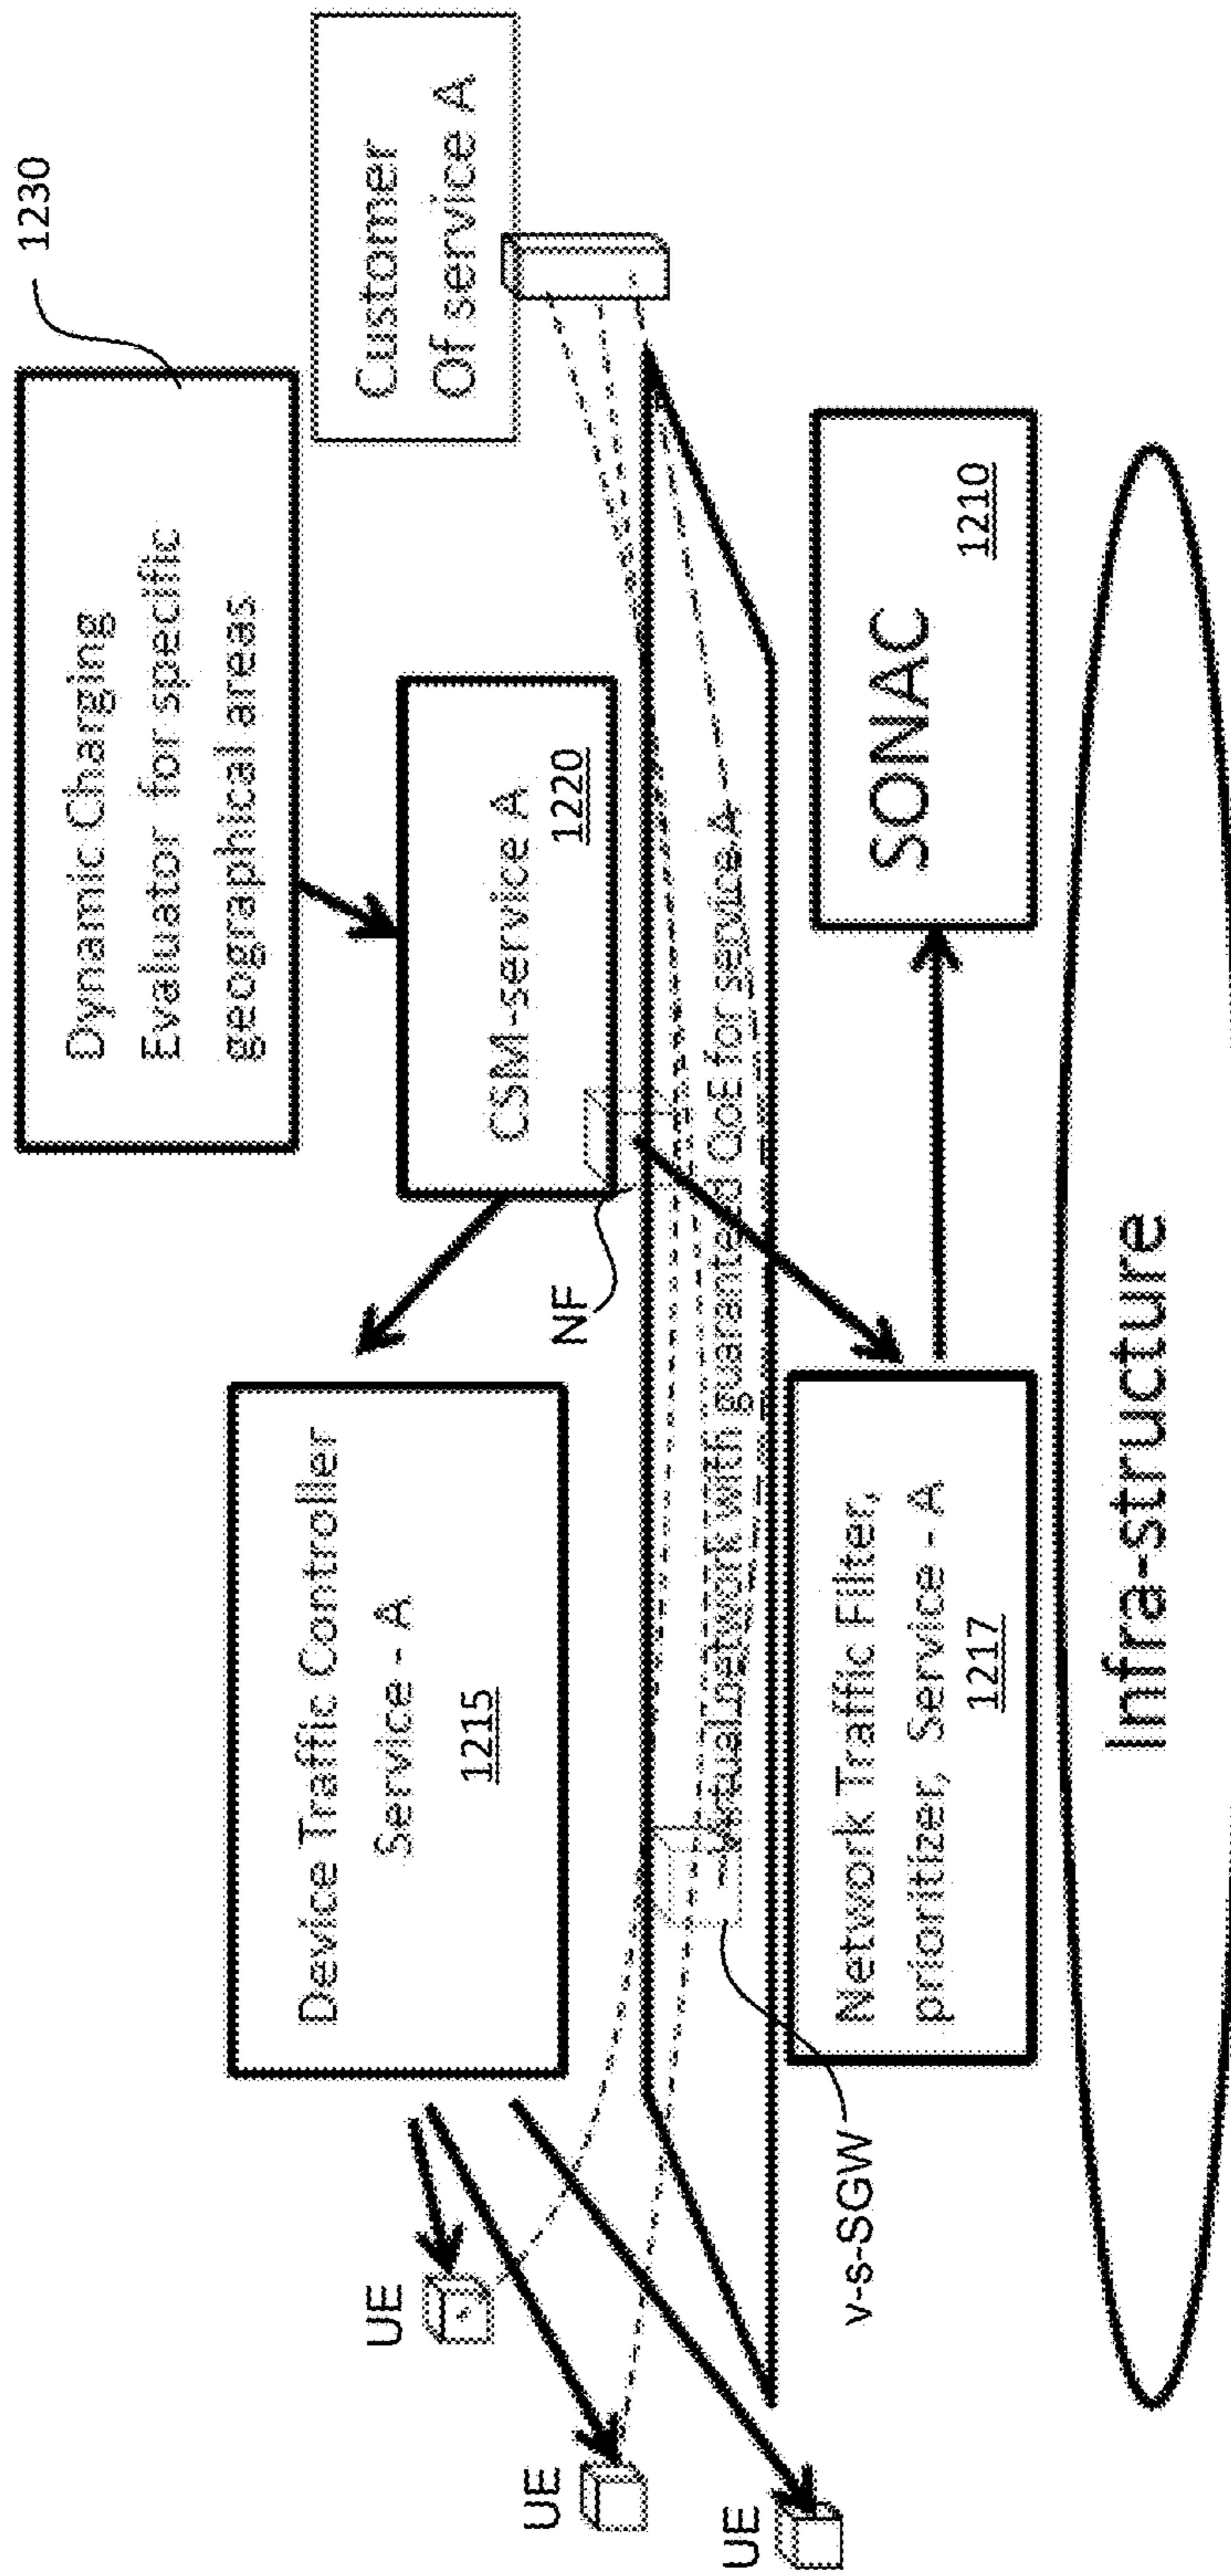 1230
Dynamic Charging
Evaluator for specific
geographical areas
Customer
Of service A
CSM-service A
1220
Device Traffic Controller
Service - A
1215
NF
UE
UE
UE
Virtual network with guaranteed QoE for service A
v-s-SGW
Network Traffic Filter,
prioritizer, Service - A
1217
SONAC
1210
Infra-structure